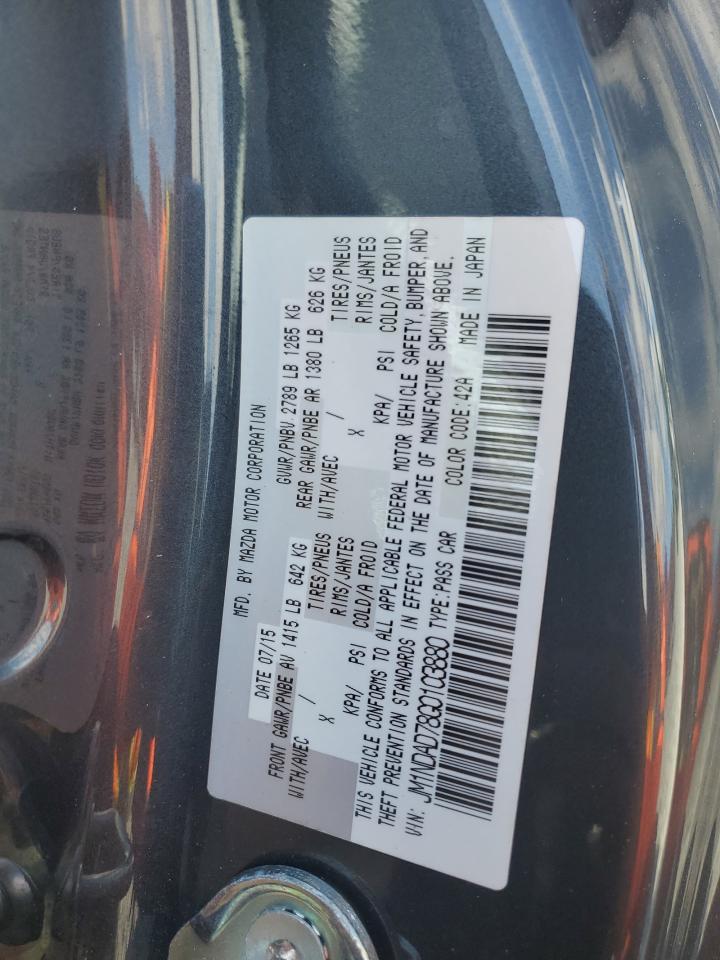 MFD. BY MAZDA MOTOR CORPORATION
DATE 07/15 GVWR/PNBV 2789 LB 1265 KG
FRONT GAWR/PNBE AV 1415 LB 642 KG REAR GAWR/PNBE AR 1380 LB 626 KG
WITH/AVEC / TIRES/PNEUS WITH/AVEC / TIRES/PNEUS
X RIMS/JANTES X RIMS/JANTES
KPA/ PSI COLD/A FROID KPA/ PSI COLD/A FROID
THIS VEHICLE CONFORMS TO ALL APPLICABLE FEDERAL MOTOR VEHICLE SAFETY, BUMPER, AND
THEFT PREVENTION STANDARDS IN EFFECT ON THE DATE OF MANUFACTURE SHOWN ABOVE.
VIN: JM1NDAD78G0103880 TYPE:PASS CAR COLOR CODE:42A MADE IN JAPAN